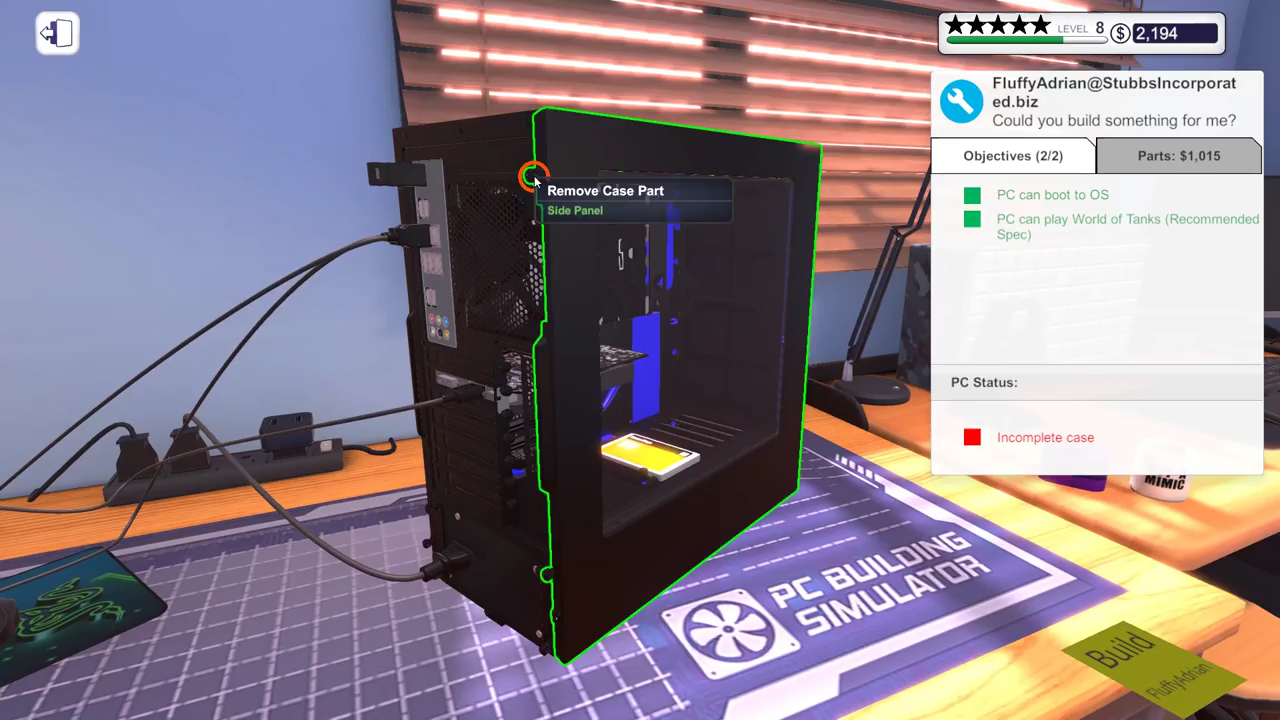 LEVEL 8
$ 2,194
FluffyAdrian@StubbsIncorporat
ed.biz
Could you build something for me?
Objectives (2/2)
Parts: $1,015
PC can boot to OS
PC can play World of Tanks (Recommended
Spec)
PC Status:
Incomplete case
Remove Case Part
Side Panel
MIMIC
PC BUILDING
SIMULATOR
Build
FluffyAdrian